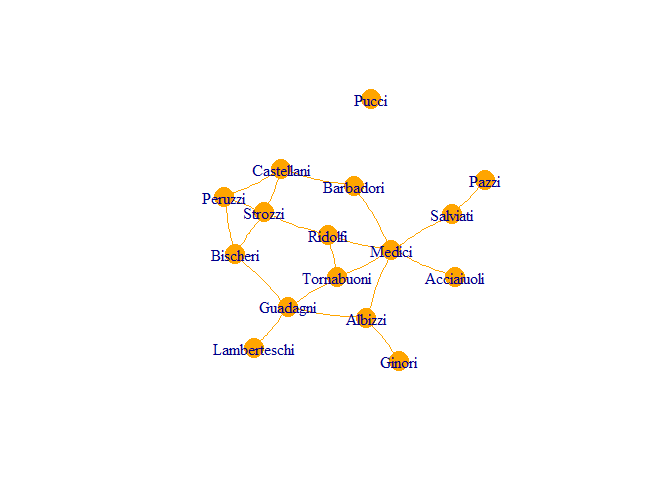 Pucci
Castellani
Pazzi
Barbadori
Peruzzi
Strozzi
Salviati
Ridolfi
Medici
Bischeri
Tornabuoni
Acciaiuoli
Guadagni
Albizzi
Lamberteschi
Ginori